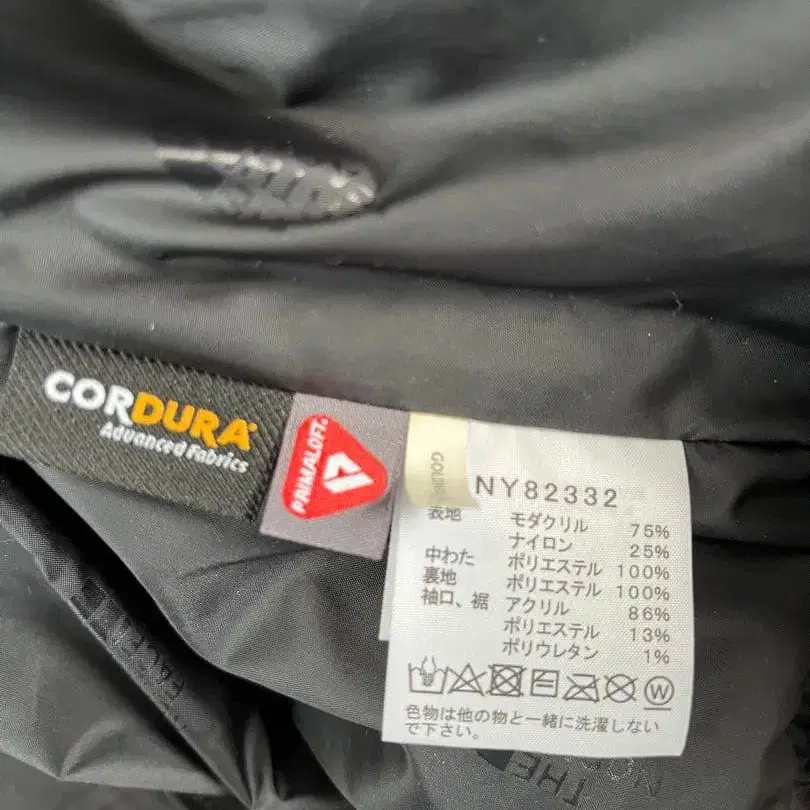 CORDURA
Advanced Fabrics
PRIMALOFT
GOLD
NY82332
表地 モダクリル 75%
ナイロン 25%
中わた ポリエステル 100%
裏地 ポリエステル 100%
袖口、裾 アクリル 86%
ポリエステル 13%
ポリウレタン 1%
W
色物は他の物と一緒に洗濯しない
で下さい。
THE
NO
FACE